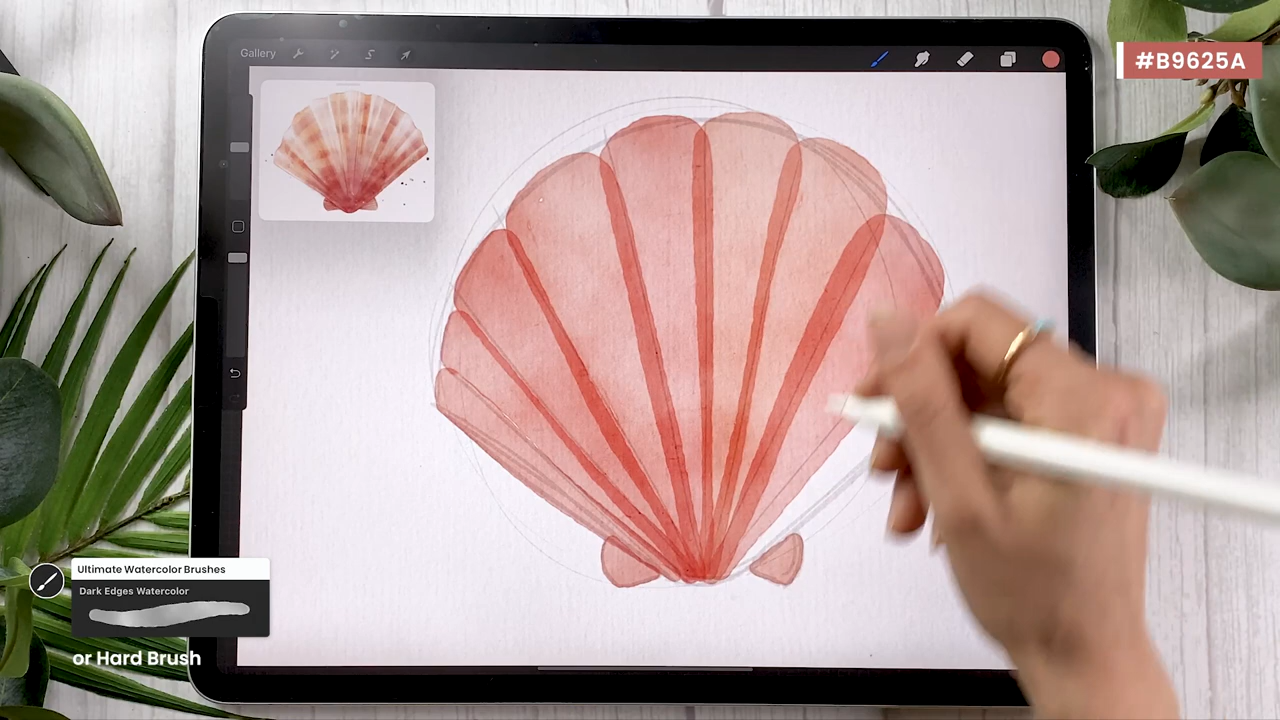 Gallery
#B9625A
Ultimate Watercolor Brushes
Dark Edges Watercolor
or Hard Brush